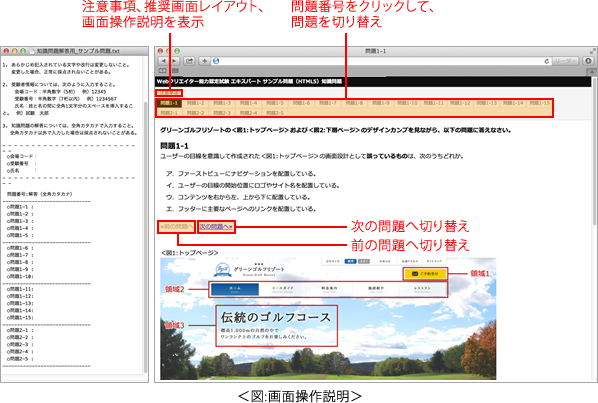 注意事項、推奨画面レイアウト、
画面操作説明を表示
問題番号をクリックして、
問題を切り替え
知識問題解答用_サンプル問題.txt
1、あらかじめ記入されている文字や改行は変更しないこと。
変更した場合、正常に採点されないことがある。
2、受験者情報については、次のように入力すること。
会場コード：半角数字（5桁） 例）12345
受験番号：半角数字（7桁以内） 例）1234567
氏名：姓と名の間に全角1文字分のスペースを挿入すること。 例）試験　太郎
3、知識問題の解答については、全角カタカナで入力すること。
全角カタカナ以外で入力した場合は採点されないことがある。
○会場コード：
○受験番号　：
○氏名　　　：
問題番号:解答（全角カタカナ）
○問題1-1 ：
○問題1-2 ：
○問題1-3 ：
○問題1-4 ：
○問題1-5 ：
○問題1-6 ：
○問題1-7 ：
○問題1-8 ：
○問題1-9 ：
○問題1-10：
○問題1-11：
○問題1-12：
○問題1-13：
○問題1-14：
○問題1-15：
○問題2-1 ：
○問題2-2 ：
○問題2-3 ：
○問題2-4 ：
○問題2-5 ：
問題1-1
リーダー
Webクリエイター能力認定試験 エキスパート サンプル問題（HTML5）知識問題
問題1-1 問題1-2 問題1-3 問題1-4 問題1-5 問題1-6 問題1-7 問題1-8 問題1-9 問題1-10 問題1-11 問題1-12 問題1-13 問題1-14 問題1-15
問題2-1 問題2-2 問題2-3 問題2-4 問題2-5
グリーンゴルフリゾートの<図1:トップページ>および<図2:下層ページ>のデザインカンプを見ながら、以下の問題に答えなさい。
問題1-1
ユーザーの目線を意識して作成された<図1:トップページ>の画面設計として誤っているものは、次のうちどれか。
ア．ファーストビューにナビゲーションを配置している。
イ．ユーザーの目線の開始位置にロゴやサイト名を配置している。
ウ．コンテンツを右から左、上から下に配置している。
エ．フッターに主要なページへのリンクを配置している。
<前の問題へ 次の問題へ>
次の問題へ切り替え
前の問題へ切り替え
<図1:トップページ>
グリーンゴルフリゾート
Green Golf Resort
ご予約受付
領域1
領域2
ホーム コースガイド 料金案内 施設紹介 レストラン
領域3
伝統のゴルフコース
標高1,000mの自然の中で
ワンランク上のゴルフをお楽しみください。
＜図:画面操作説明＞